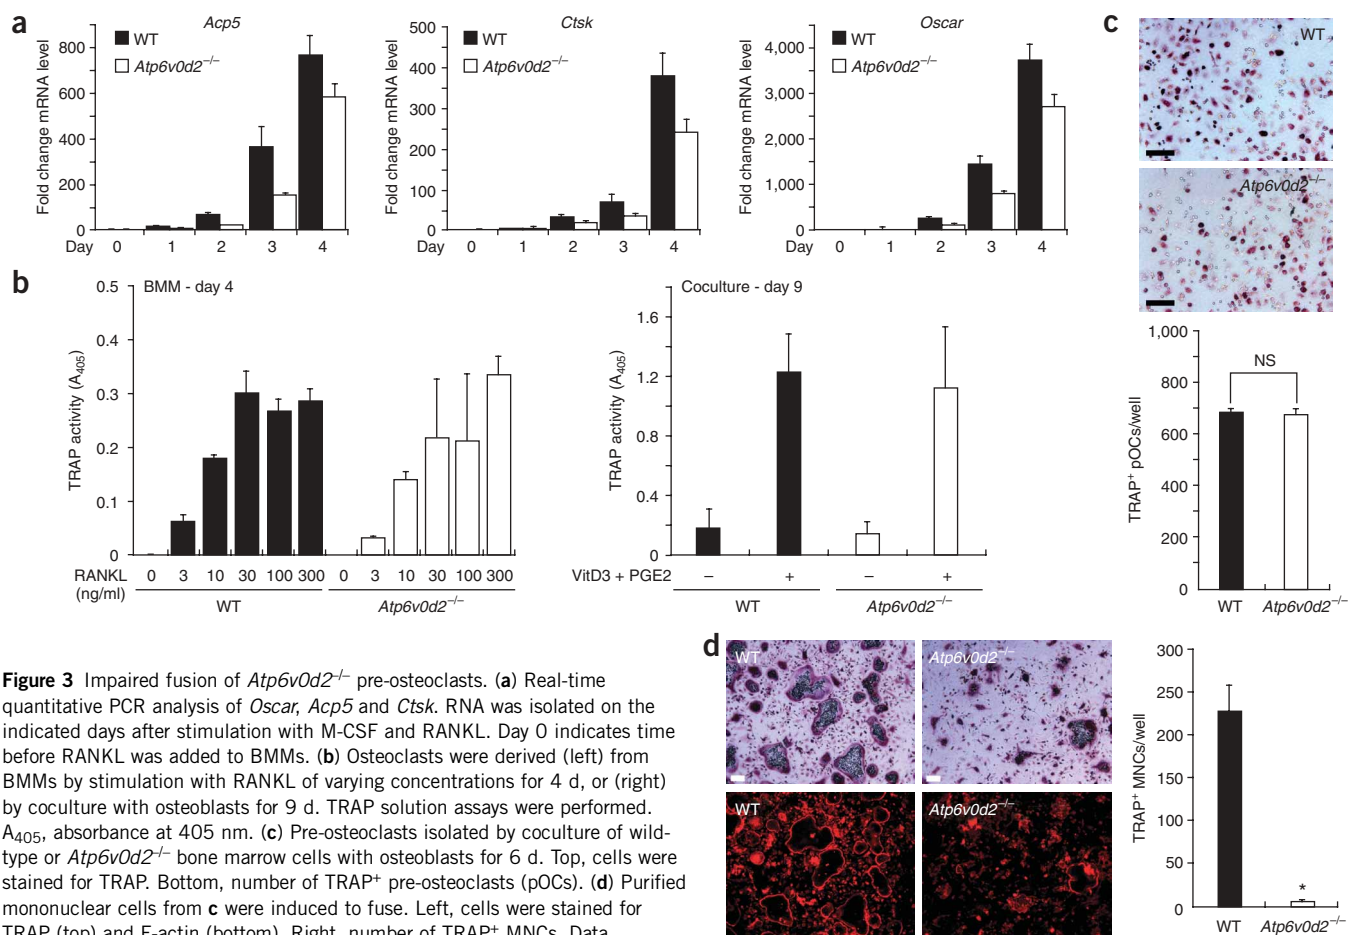 a
Acp5
WT
Atp6v0d2–/–
Fold change mRNA level
800
600
400
200
0
Day 0 1 2 3 4
Ctsk
WT
Atp6v0d2–/–
Fold change mRNA level
500
400
300
200
100
0
Day 0 1 2 3 4
Oscar
WT
Atp6v0d2–/–
Fold change mRNA level
4,000
3,000
2,000
1,000
0
Day 0 1 2 3 4
b
BMM - day 4
TRAP activity (A405)
0.5
0.4
0.3
0.2
0.1
0
RANKL (ng/ml)
0 3 10 30 100 300 0 3 10 30 100 300
WT Atp6v0d2–/–
Coculture - day 9
TRAP activity (A405)
1.6
1.2
0.8
0.4
0
VitD3 + PGE2 – + – +
WT Atp6v0d2–/–
c
WT
Atp6v0d2–/–
TRAP+ pOCs/well
1,000
800
600
400
200
0
NS
WT Atp6v0d2–/–
Figure 3 Impaired fusion of Atp6v0d2–/– pre-osteoclasts. (a) Real-time
quantitative PCR analysis of Oscar, Acp5 and Ctsk. RNA was isolated on the
indicated days after stimulation with M-CSF and RANKL. Day 0 indicates time
before RANKL was added to BMMs. (b) Osteoclasts were derived (left) from
BMMs by stimulation with RANKL of varying concentrations for 4 d, or (right)
by coculture with osteoblasts for 9 d. TRAP solution assays were performed.
A405, absorbance at 405 nm. (c) Pre-osteoclasts isolated by coculture of wild-
type or Atp6v0d2–/– bone marrow cells with osteoblasts for 6 d. Top, cells were
stained for TRAP. Bottom, number of TRAP+ pre-osteoclasts (pOCs). (d) Purified
mononuclear cells from c were induced to fuse. Left, cells were stained for
TRAP (top) and F-actin (bottom). Right, number of TRAP+ MNCs. Data
d
WT
Atp6v0d2–/–
WT
Atp6v0d2–/–
TRAP+ MNCs/well
300
250
200
150
100
50
0
*
WT Atp6v0d2–/–